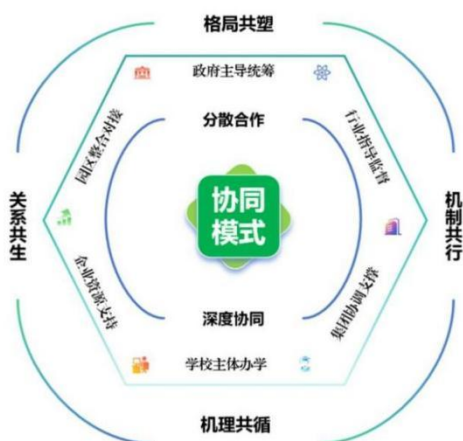 格局共塑
政府主导统筹
园区整合对接
行业指导监督
分散合作
关系共生
协同
模式
机制共行
企业资源支持
集团协调支撑
深度协同
学校主体办学
机理共循